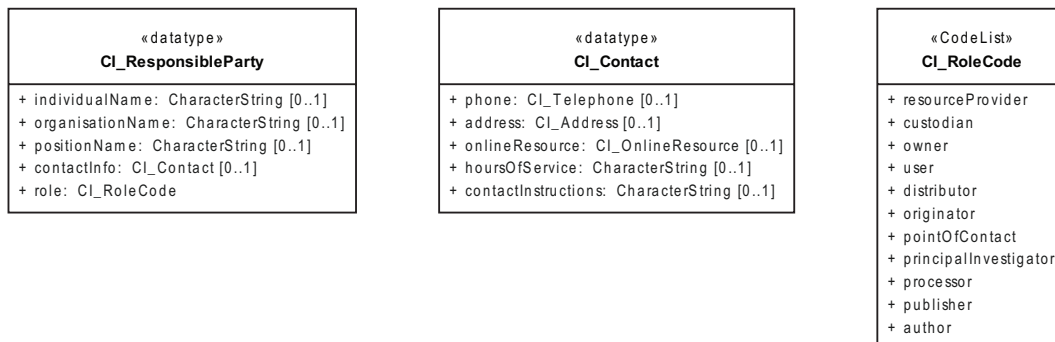 «datatype»
CI_ResponsibleParty
+ individualName: CharacterString [0..1]
+ organisationName: CharacterString [0..1]
+ positionName: CharacterString [0..1]
+ contactInfo: CI_Contact [0..1]
+ role: CI_RoleCode
«datatype»
CI_Contact
+ phone: CI_Telephone [0..1]
+ address: CI_Address [0..1]
+ onlineResource: CI_OnlineResource [0..1]
+ hoursOfService: CharacterString [0..1]
+ contactInstructions: CharacterString [0..1]
«CodeList»
CI_RoleCode
+ resourceProvider
+ custodian
+ owner
+ user
+ distributor
+ originator
+ pointOfContact
+ principalInvestigator
+ processor
+ publisher
+ author